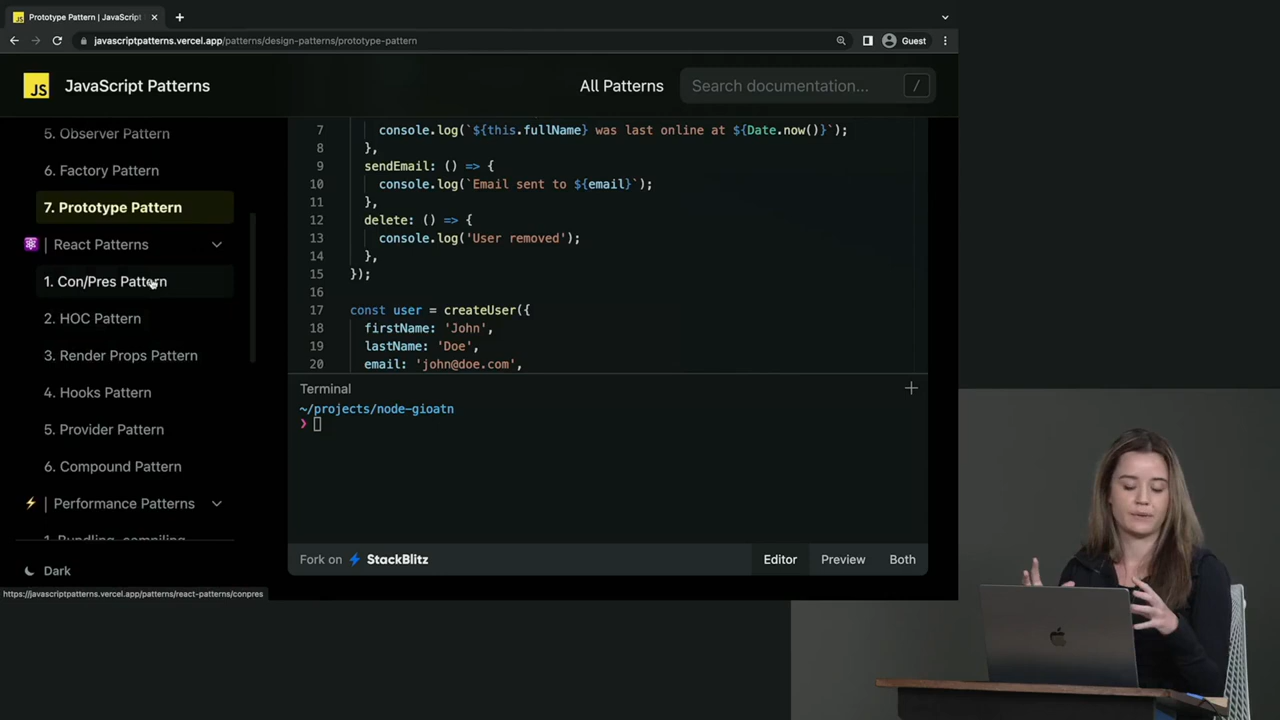 Prototype Pattern | JavaScript
javascriptpatterns.vercel.app/patterns/design-patterns/prototype-pattern
Guest
JS
JavaScript Patterns
All Patterns
Search documentation...
/
5. Observer Pattern
6. Factory Pattern
7. Prototype Pattern
| React Patterns
1. Con/Pres Pattern
2. HOC Pattern
3. Render Props Pattern
4. Hooks Pattern
5. Provider Pattern
6. Compound Pattern
| Performance Patterns
1. Bundling, compiling
Dark
https://javascriptpatterns.vercel.app/patterns/react-patterns/conpres
7 console.log(`${this.fullName} was last online at ${Date.now()}`);
8 },
9 sendEmail: () => {
10 console.log(`Email sent to ${email}`);
11 },
12 delete: () => {
13 console.log('User removed');
14 },
15 });
16
17 const user = createUser({
18 firstName: 'John',
19 lastName: 'Doe',
20 email: 'john@doe.com',
Terminal
~/projects/node-gioatn
❯
Fork on StackBlitz
Editor
Preview
Both